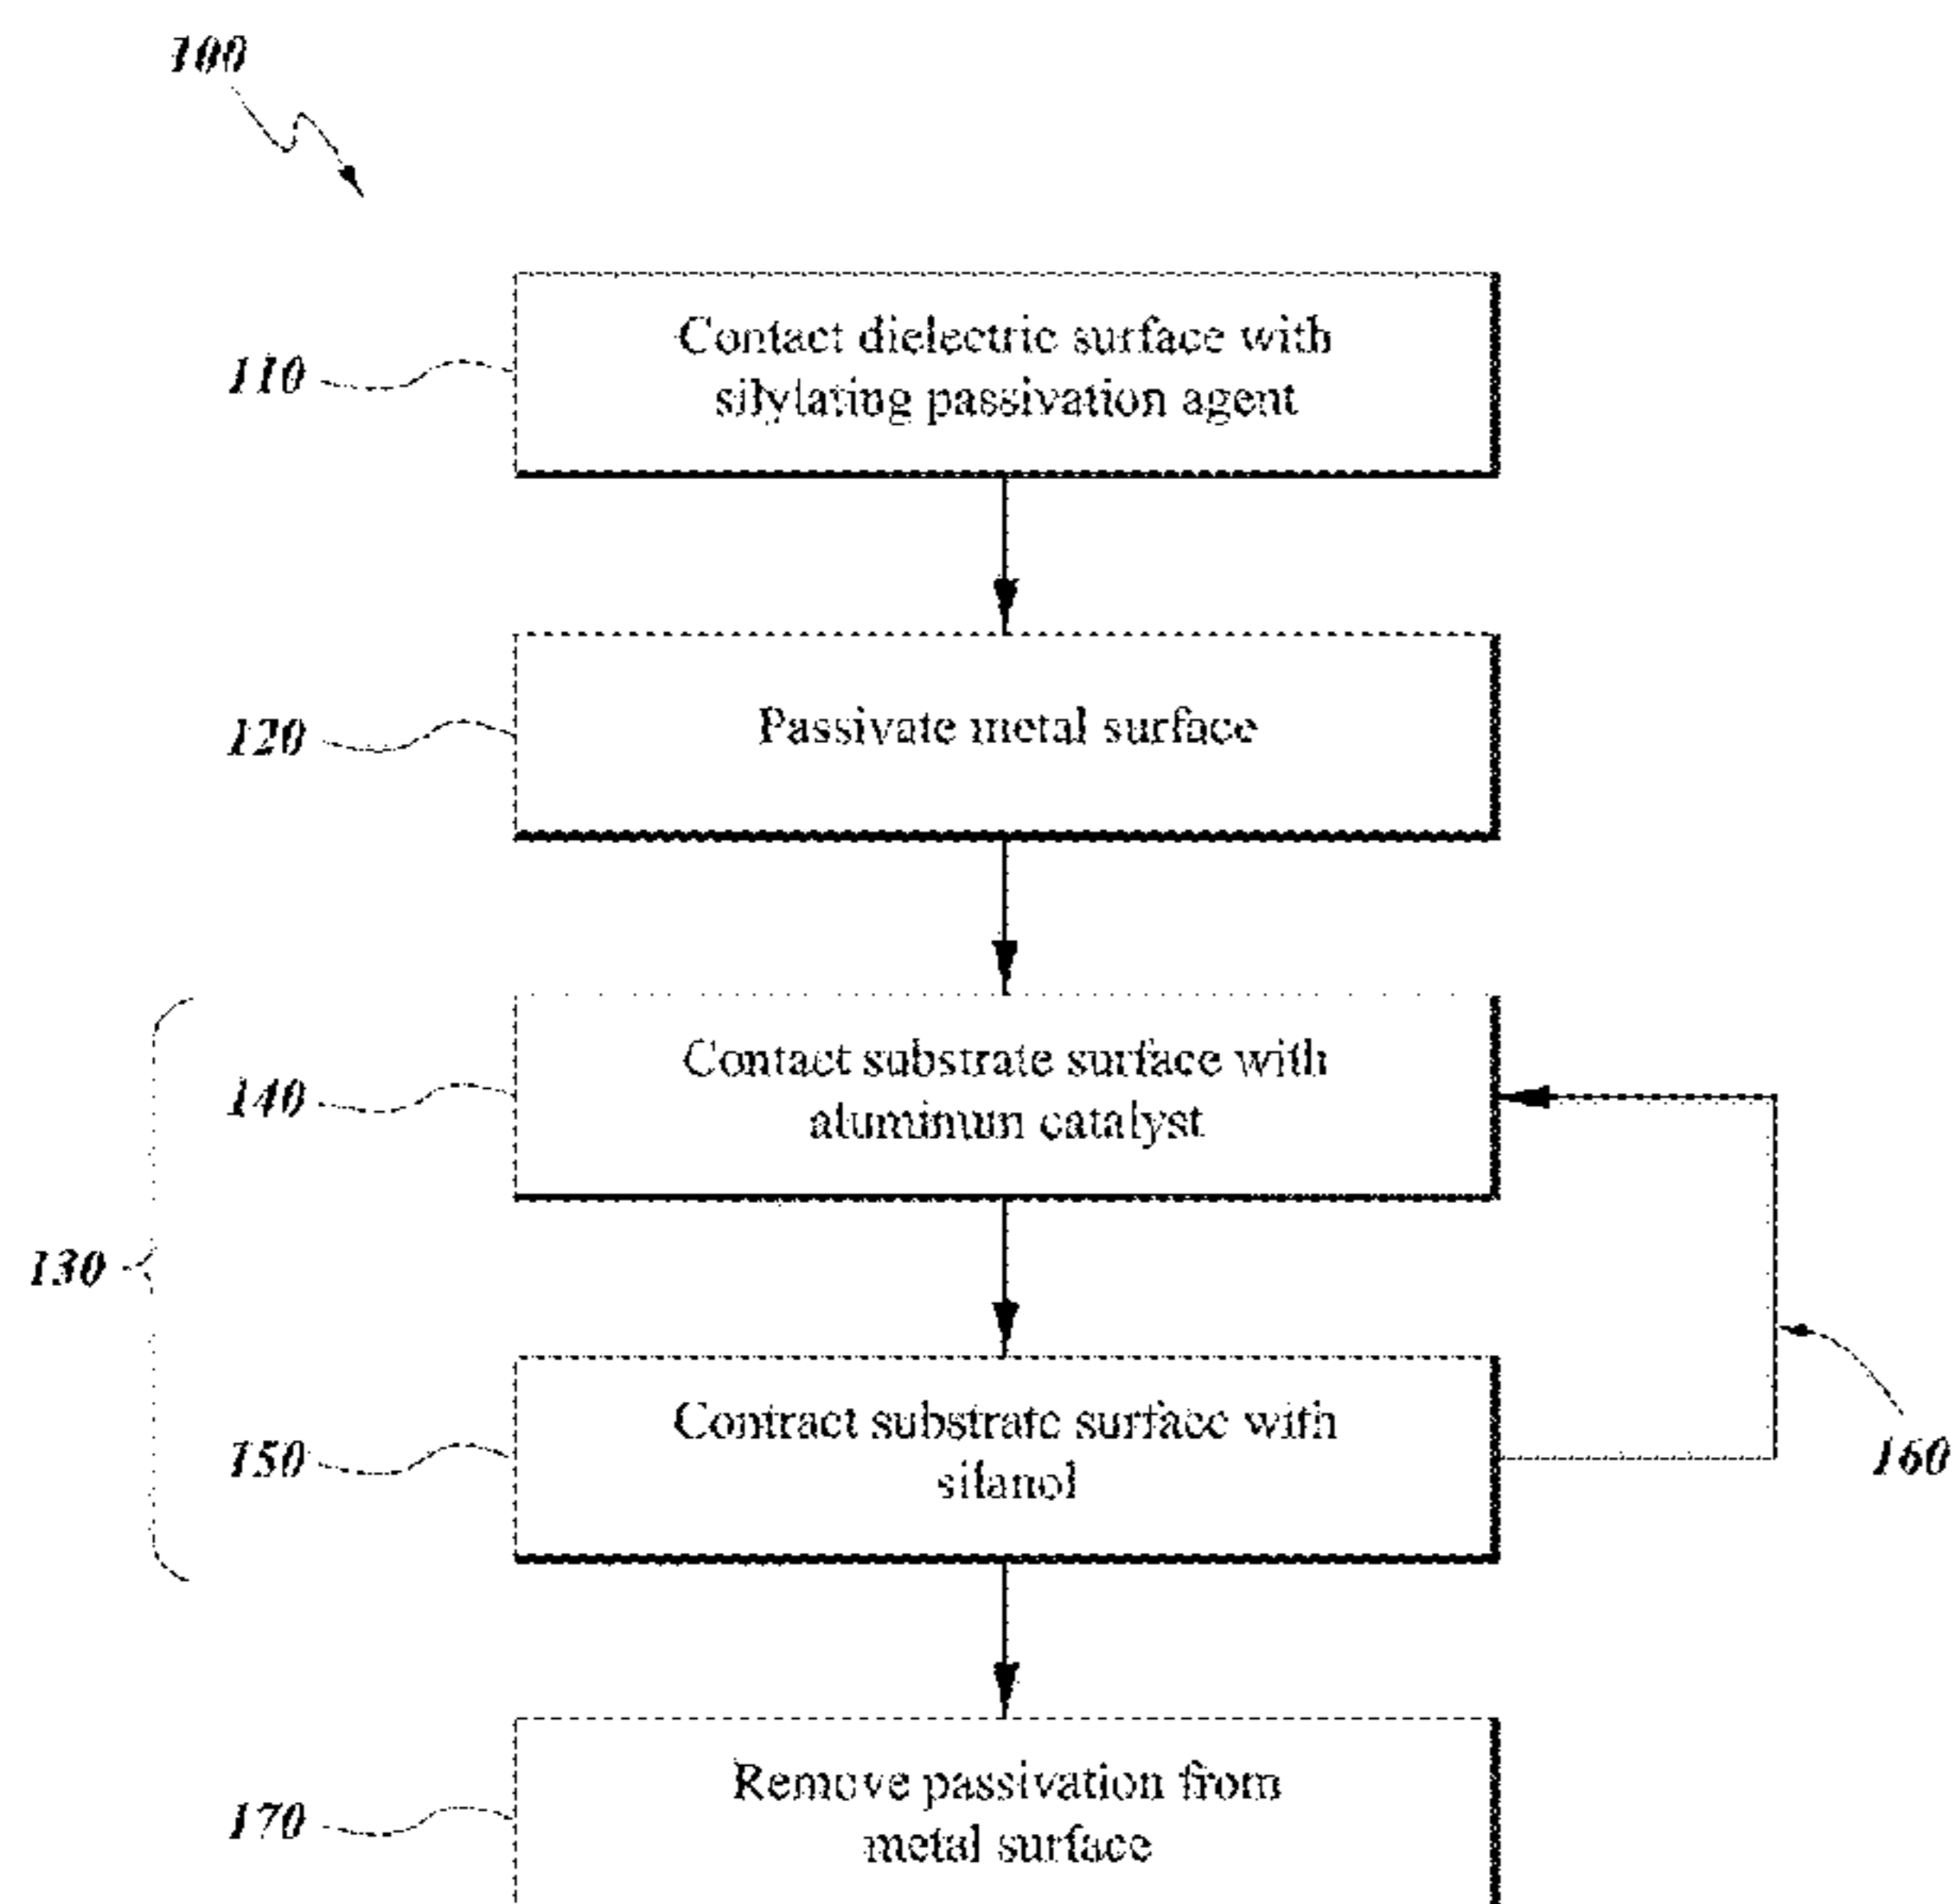 100
110
Contact dielectric surface with
silylating passivation agent
120
Passivate metal surface
140
Contact substrate surface with
aluminum catalyst
130
150
Contract substrate surface with
silanol
160
170
Remove passivation from
metal surface